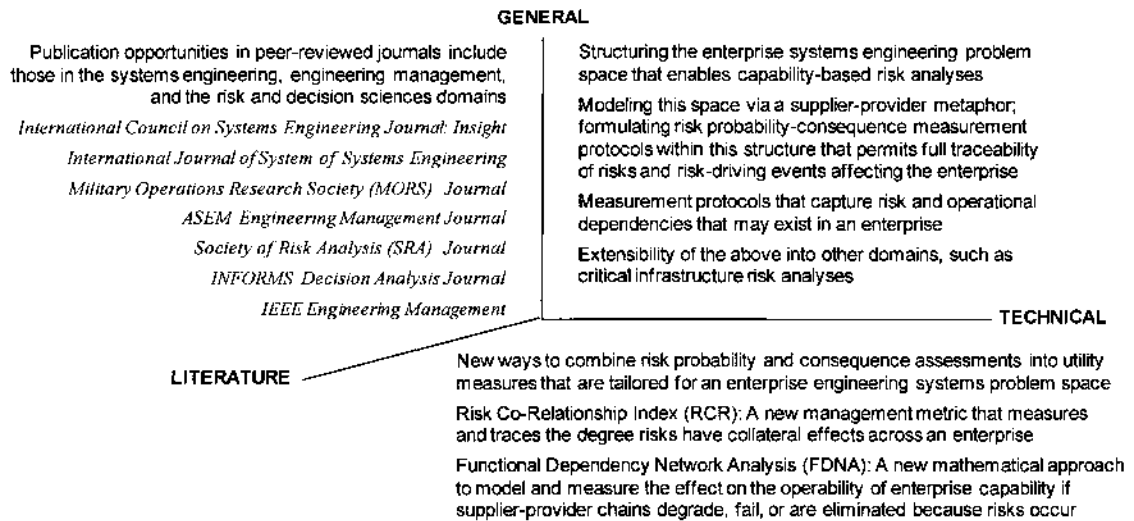 GENERAL
Publication opportunities in peer-reviewed journals include
those in the systems engineering, engineering management,
and the risk and decision sciences domains
International Council on Systems Engineering Journal: Insight
International Journal of System of Systems Engineering
Military Operations Research Society (MORS) Journal
ASEM Engineering Management Journal
Society of Risk Analysis (SRA) Journal
INFORMS Decision Analysis Journal
IEEE Engineering Management
Structuring the enterprise systems engineering problem
space that enables capability-based risk analyses
Modeling this space via a supplier-provider metaphor;
formulating risk probability-consequence measurement
protocols within this structure that permits full traceability
of risks and risk-driving events affecting the enterprise
Measurement protocols that capture risk and operational
dependencies that may exist in an enterprise
Extensibility of the above into other domains, such as
critical infrastructure risk analyses
TECHNICAL
LITERATURE
New ways to combine risk probability and consequence assessments into utility
measures that are tailored for an enterprise engineering systems problem space
Risk Co-Relationship Index (RCR): A new management metric that measures
and traces the degree risks have collateral effects across an enterprise
Functional Dependency Network Analysis (FDNA): A new mathematical approach
to model and measure the effect on the operability of enterprise capability if
supplier-provider chains degrade, fail, or are eliminated because risks occur